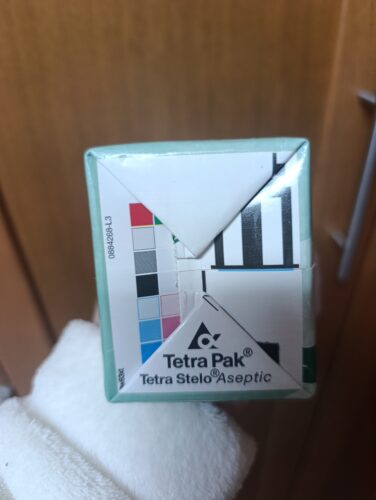 0884268-L3
Tetra Pak®
Tetra Stelo® Aseptic